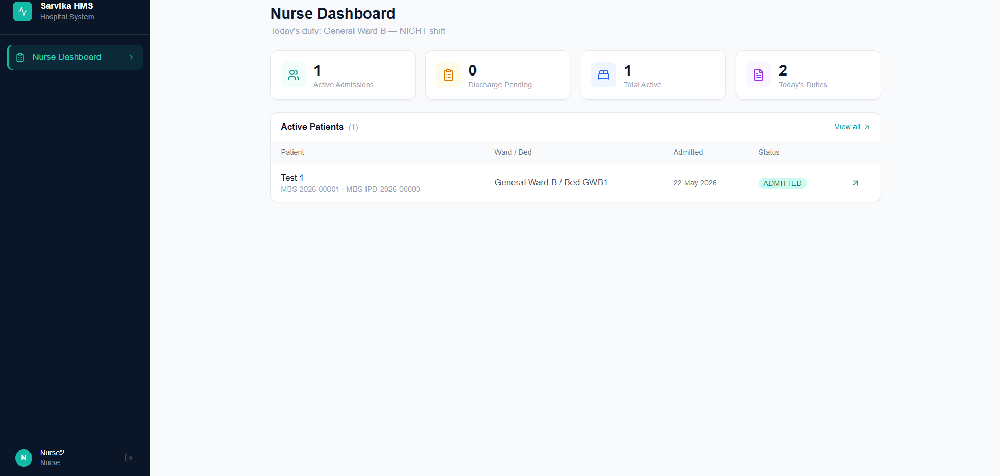 Sarvika HMS
Hospital System
Nurse Dashboard
Nurse2
N
Nurse
Nurse Dashboard
Today's duty: General Ward B — NIGHT shift
1
Active Admissions
0
Discharge Pending
1
Total Active
2
Today's Duties
Active Patients (1)
View all
Patient Ward / Bed Admitted Status
Test 1
MBS-2026-00001 · MBS-IPD-2026-00003
General Ward B / Bed GWB1
22 May 2026
ADMITTED